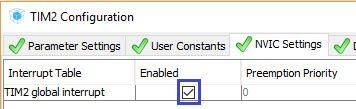 TIM2 Configuration
Parameter Settings User Constants NVIC Settings
Interrupt Table Enabled Preemption Priority
TIM2 global interrupt 0